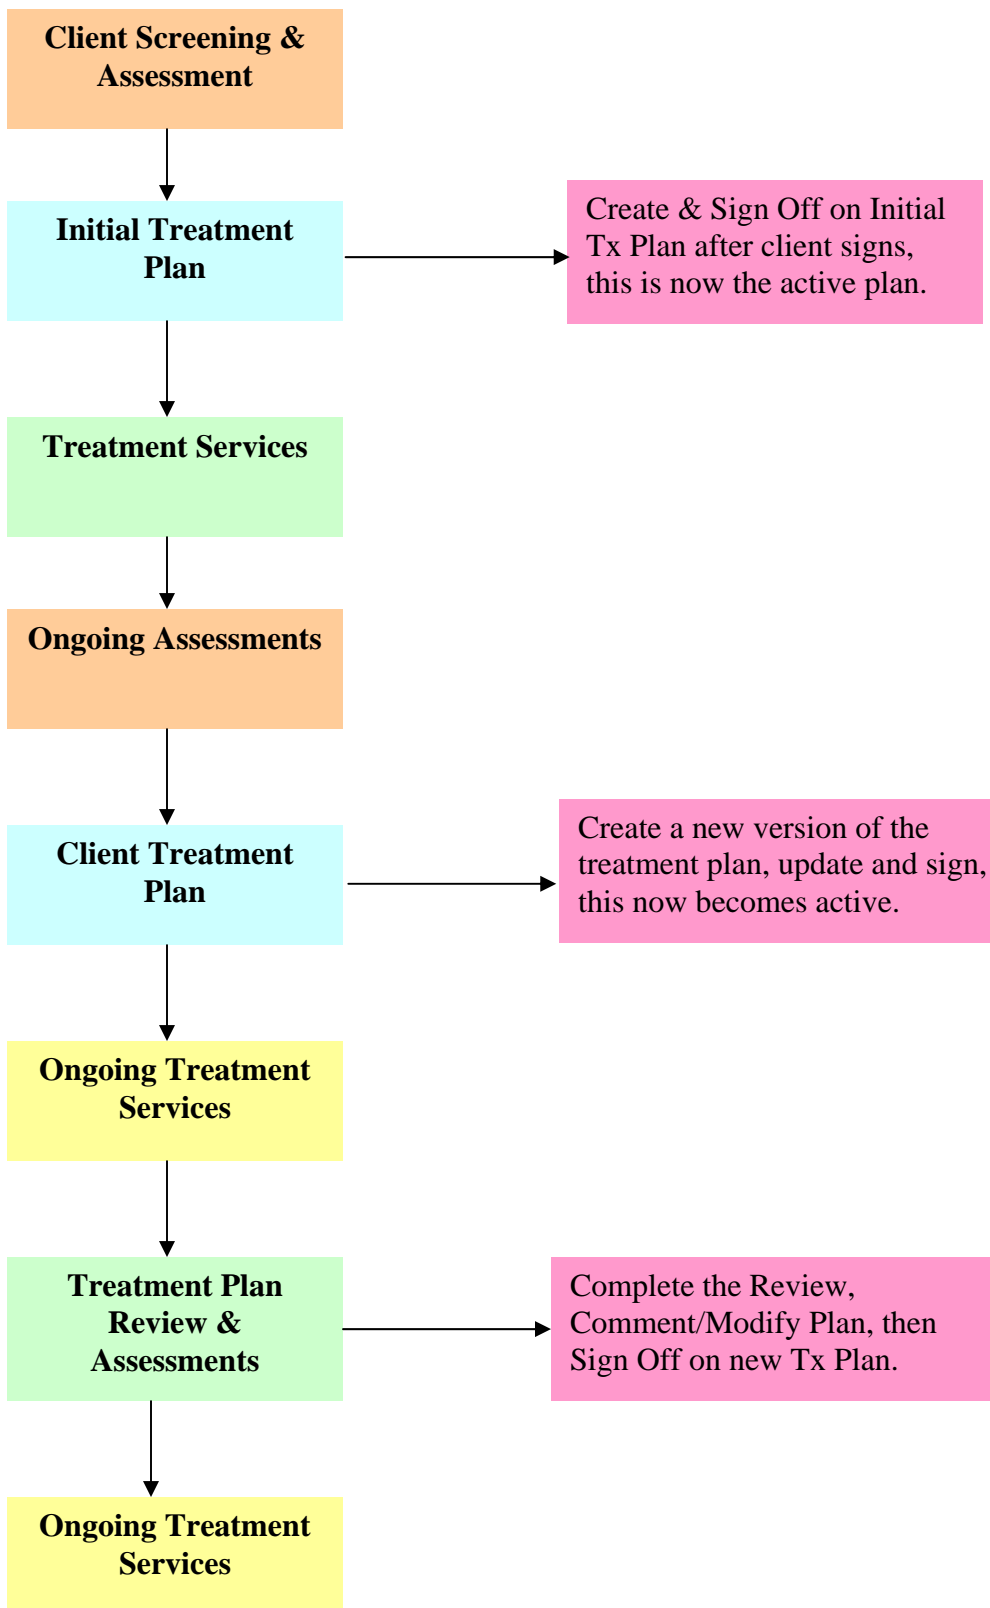 Client Screening &
Assessment
Initial Treatment
Plan
Create & Sign Off on Initial
Tx Plan after client signs,
this is now the active plan.
Treatment Services
Ongoing Assessments
Client Treatment
Plan
Create a new version of the
treatment plan, update and sign,
this now becomes active.
Ongoing Treatment
Services
Treatment Plan
Review &
Assessments
Complete the Review,
Comment/Modify Plan, then
Sign Off on new Tx Plan.
Ongoing Treatment
Services